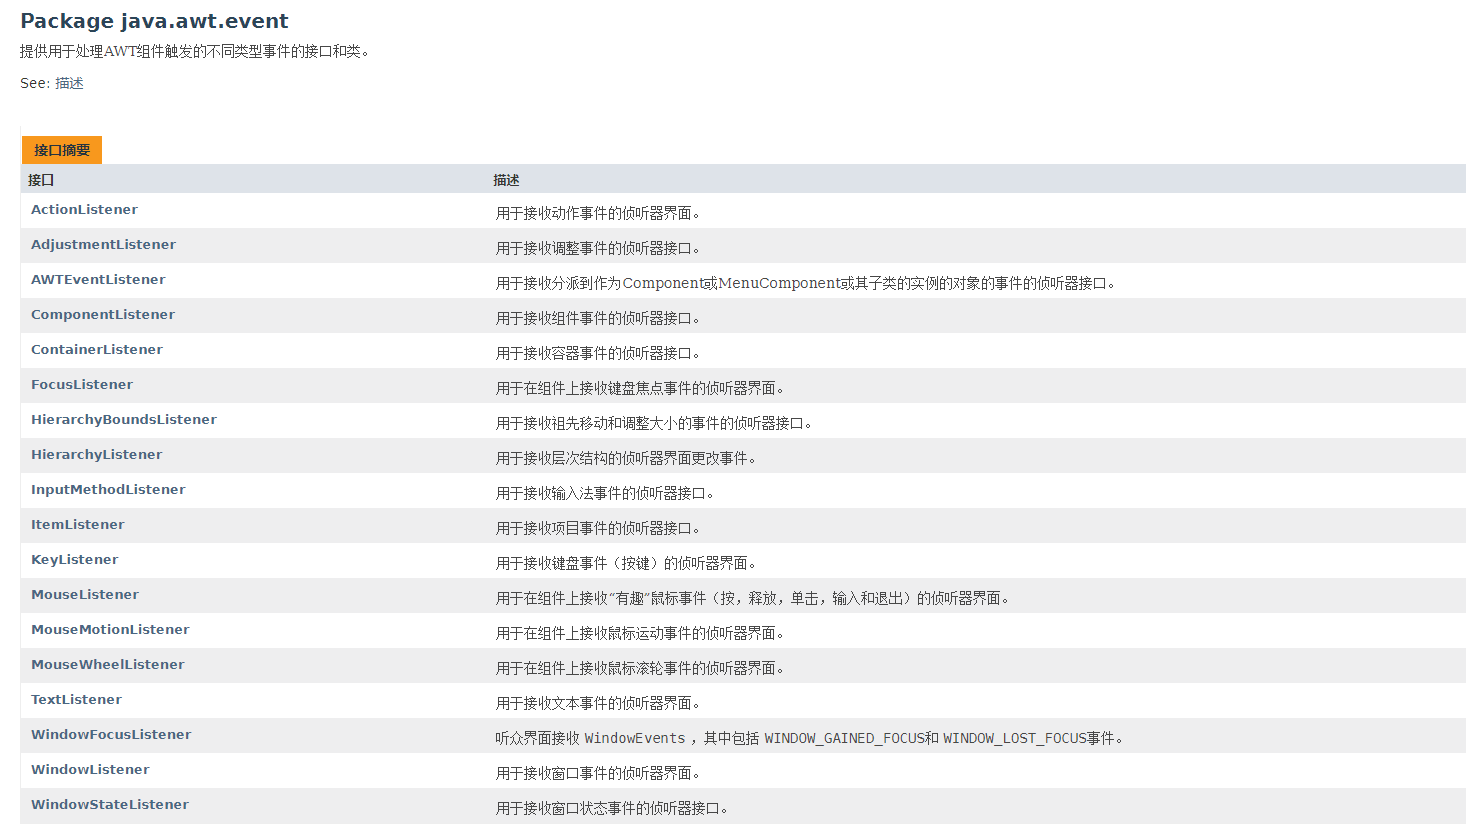 Package java.awt.event
提供用于处理AWT组件触发的不同类型事件的接口和类。
See: 描述
接口摘要
接口 描述
ActionListener 用于接收动作事件的侦听器界面。
AdjustmentListener 用于接收调整事件的侦听器接口。
AWTEventListener 用于接收分派到作为Component或MenuComponent或其子类的实例的对象的事件的侦听器接口。
ComponentListener 用于接收组件事件的侦听器接口。
ContainerListener 用于接收容器事件的侦听器接口。
FocusListener 用于在组件上接收键盘焦点事件的侦听器界面。
HierarchyBoundsListener 用于接收祖先移动和调整大小的事件的侦听器接口。
HierarchyListener 用于接收层次结构的侦听器界面更改事件。
InputMethodListener 用于接收输入法事件的侦听器接口。
ItemListener 用于接收项目事件的侦听器接口。
KeyListener 用于接收键盘事件（按键）的侦听器界面。
MouseListener 用于在组件上接收“有趣”鼠标事件（按，释放，单击，输入和退出）的侦听器界面。
MouseMotionListener 用于在组件上接收鼠标运动事件的侦听器界面。
MouseWheelListener 用于在组件上接收鼠标滚轮事件的侦听器界面。
TextListener 用于接收文本事件的侦听器界面。
WindowFocusListener 听众界面接收 WindowEvents ，其中包括 WINDOW_GAINED_FOCUS和 WINDOW_LOST_FOCUS事件。
WindowListener 用于接收窗口事件的侦听器界面。
WindowStateListener 用于接收窗口状态事件的侦听器接口。